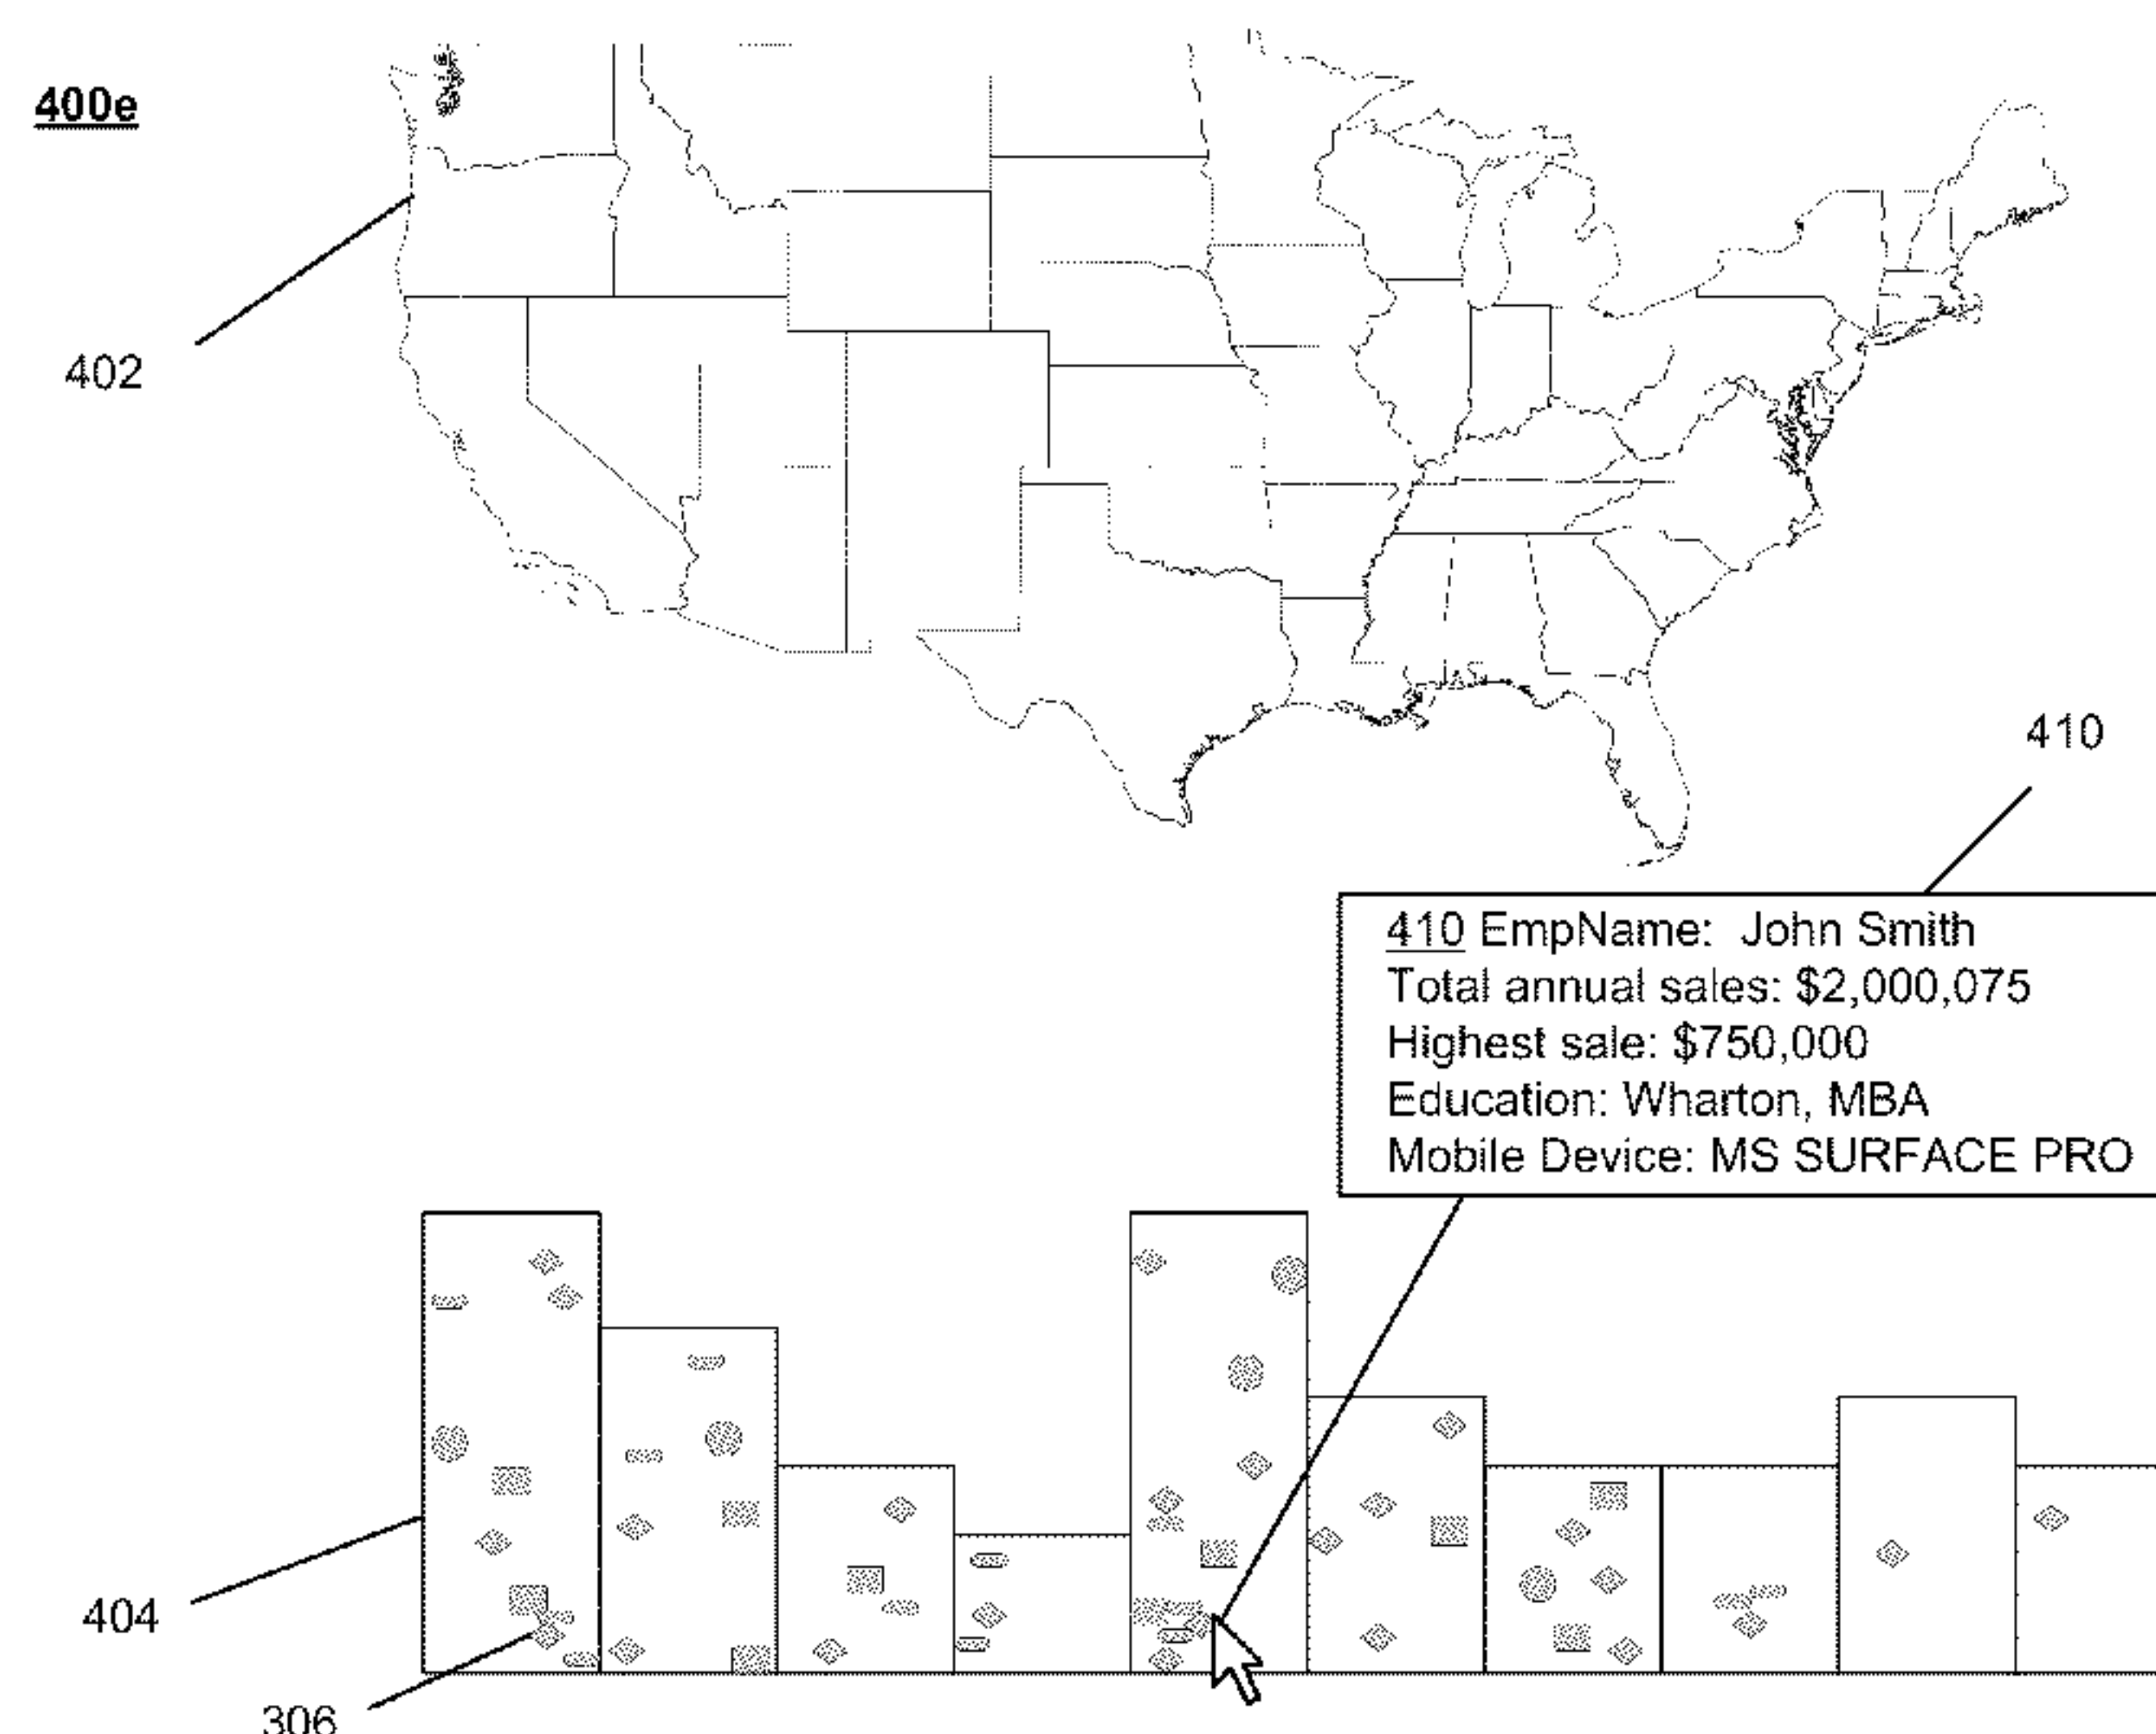 400e
402
410
410 EmpName: John Smith
Total annual sales: $2,000,075
Highest sale: $750,000
Education: Wharton, MBA
Mobile Device: MS SURFACE PRO
404
306